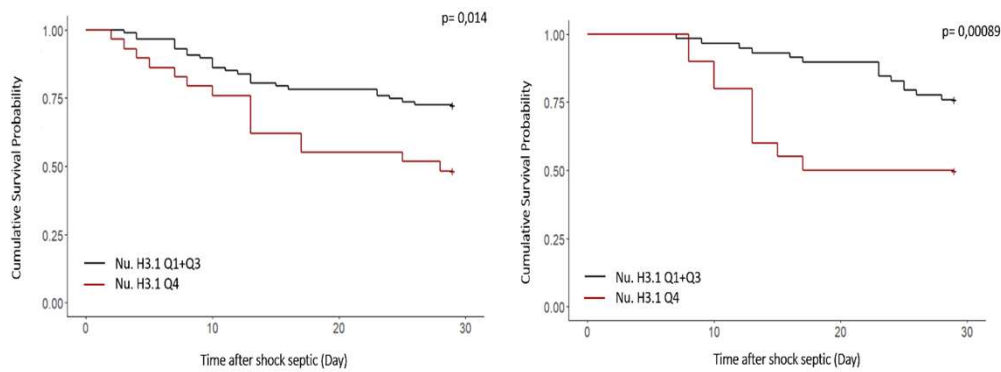 p= 0,014
1.00
0.75
0.50
0.25
0.00
Cumulative Survival Probability
Nu. H3.1 Q1+Q3
Nu. H3.1 Q4
0
10
20
30
Time after shock septic (Day)
p= 0,00089
1.00
0.75
0.50
0.25
0.00
Cumulative Survival Probability
Nu. H3.1 Q1+Q3
Nu. H3.1 Q4
0
10
20
30
Time after shock septic (Day)